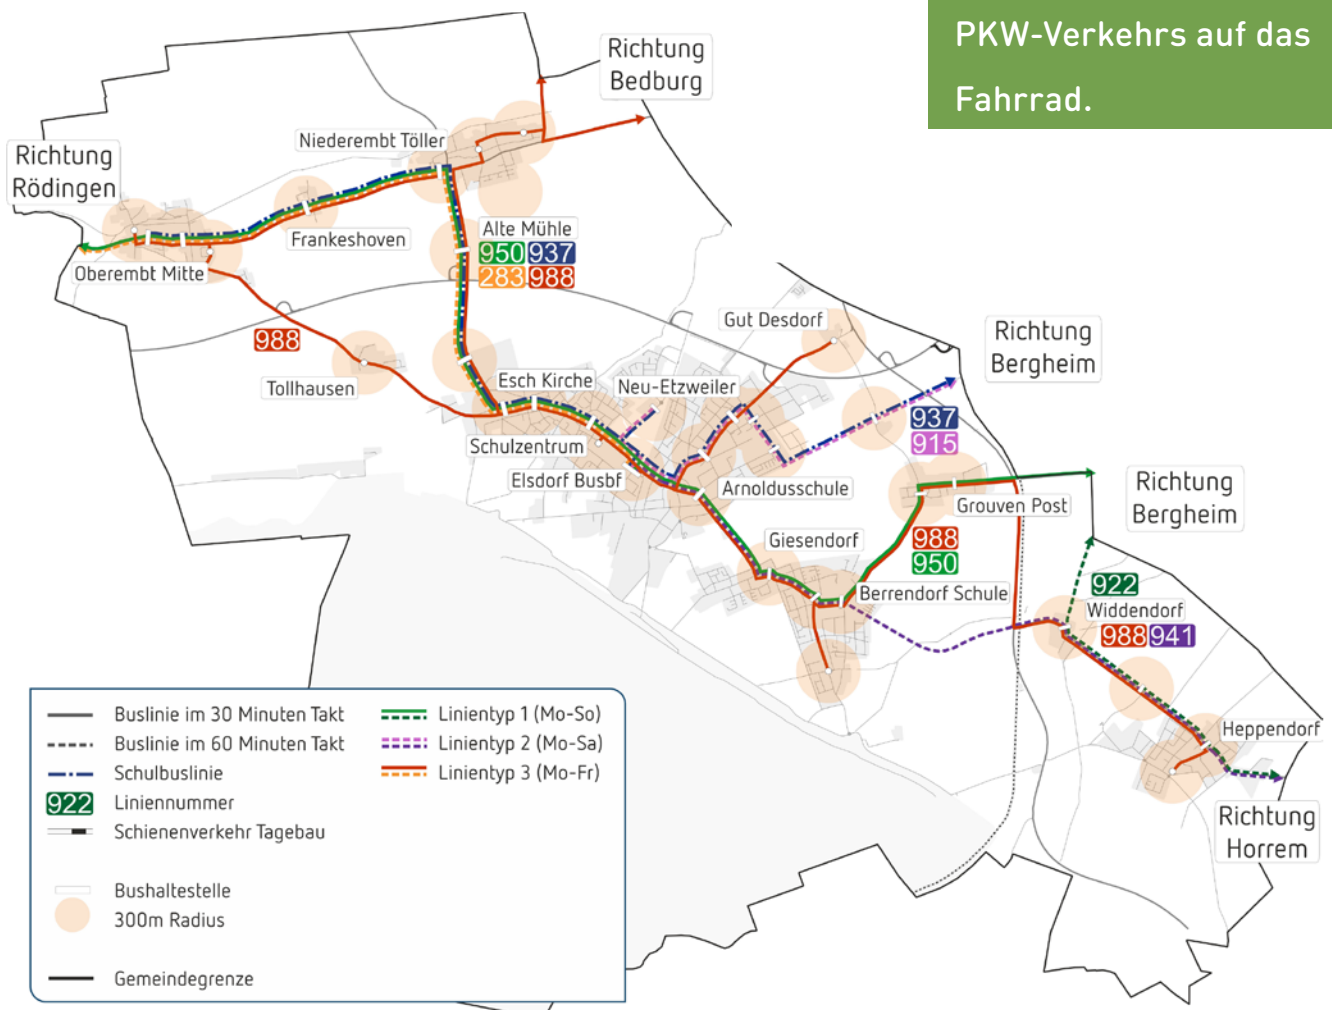 PKW-Verkehrs auf das
Fahrrad.
Richtung
Bedburg
Niederembt Töller
Richtung
Rödingen
Frankeshoven
Alte Mühle
950 937
283 988
Oberembt Mitte
988
Tollhausen
Gut Desdorf
Richtung
Bergheim
Esch Kirche
Neu-Etzweiler
937
915
Schulzentrum
Elsdorf Busbf
Arnoldusschule
Grouven Post
Richtung
Bergheim
Giesendorf
988
950
Berrendorf Schule
922
Widdendorf
988 941
Heppendorf
Richtung
Horrem
Buslinie im 30 Minuten Takt
Buslinie im 60 Minuten Takt
Schulbuslinie
922 Liniennummer
Schienenverkehr Tagebau
Bushaltestelle
300m Radius
Gemeindegrenze
Linientyp 1 (Mo-So)
Linientyp 2 (Mo-Sa)
Linientyp 3 (Mo-Fr)